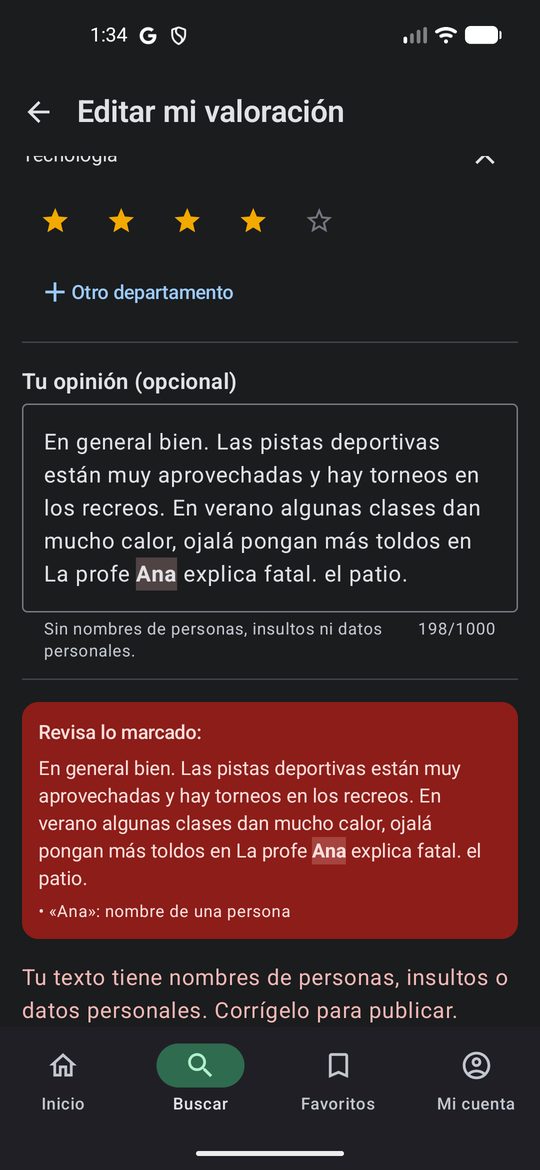 1:34
Editar mi valoración
Tecnología
+ Otro departamento
Tu opinión (opcional)
En general bien. Las pistas deportivas
están muy aprovechadas y hay torneos en
los recreos. En verano algunas clases dan
mucho calor, ojalá pongan más toldos en
La profe Ana explica fatal. el patio.
Sin nombres de personas, insultos ni datos
personales.
198/1000
Revisa lo marcado:
En general bien. Las pistas deportivas están muy
aprovechadas y hay torneos en los recreos. En
verano algunas clases dan mucho calor, ojalá
pongan más toldos en La profe Ana explica fatal. el
patio.
• «Ana»: nombre de una persona
Tu texto tiene nombres de personas, insultos o
datos personales. Corrígelo para publicar.
Inicio
Buscar
Favoritos
Mi cuenta